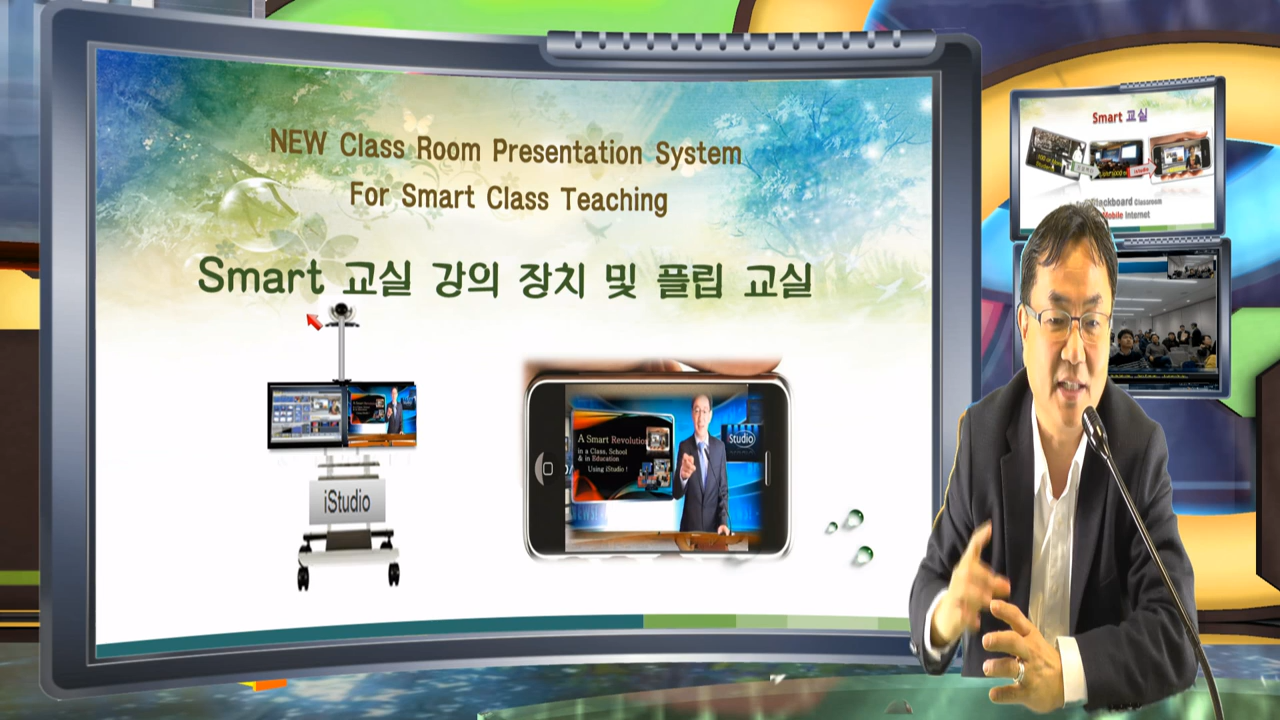 NEW Class Room Presentation System
For Smart Class Teaching
Smart 교실 강의 장치 및 플립 교실
iStudio
A Smart Revolution
in a Class, School
& in Education
Using iStudio !
Studio
Smart 교실
Blackboard Classroom
Mobile Internet